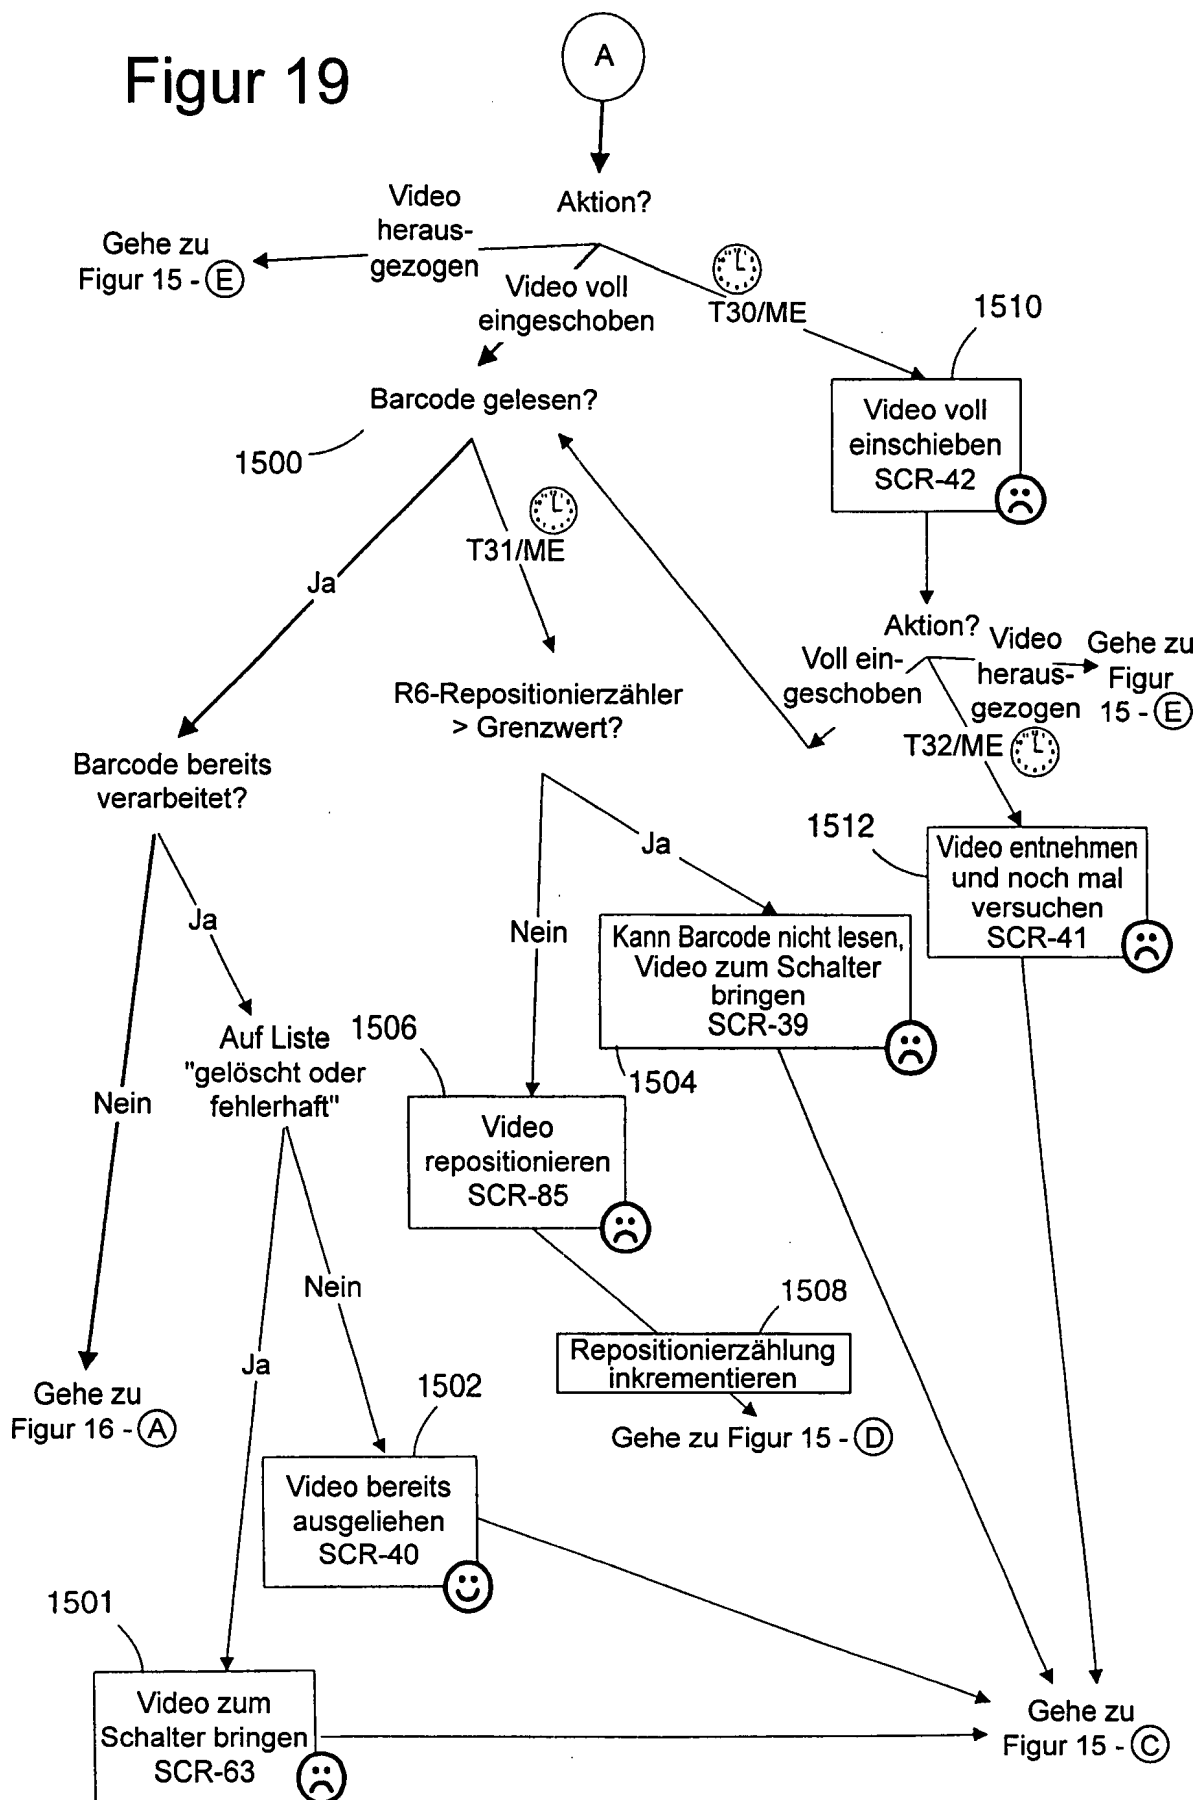 Figur 19
A
Aktion?
Video
heraus-
gezogen
Gehe zu
Figur 15 - E
Video voll
eingeschoben
T30/ME
1510
Video voll
einschieben
SCR-42
Barcode gelesen?
1500
T31/ME
Ja
Aktion?
Voll ein-
geschoben
Video
heraus-
gezogen
Gehe zu
Figur
15 - E
T32/ME
R6-Repositionierzähler
> Grenzwert?
Barcode bereits
verarbeitet?
1512
Video entnehmen
und noch mal
versuchen
SCR-41
Ja
Ja
Nein
Kann Barcode nicht lesen,
Video zum Schalter
bringen
SCR-39
1504
Auf Liste
"gelöscht oder
fehlerhaft"
1506
Nein
Video
repositionieren
SCR-85
Nein
1508
Repositionierzählung
inkrementieren
Gehe zu Figur 15 - D
Ja
Gehe zu
Figur 16 - A
1502
Video bereits
ausgeliehen
SCR-40
1501
Video zum
Schalter bringen
SCR-63
Gehe zu
Figur 15 - C